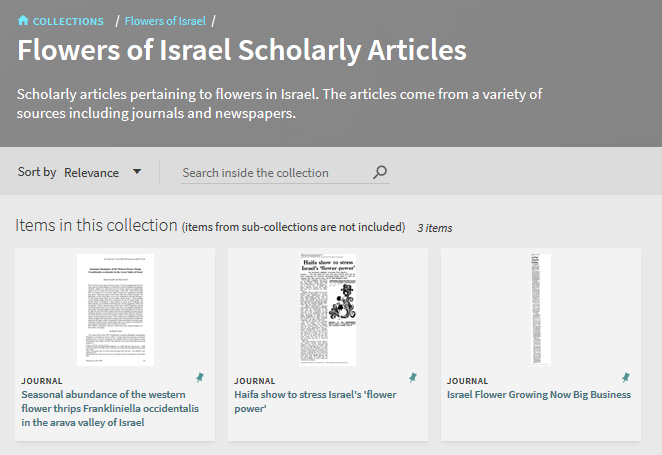 COLLECTIONS / Flowers of Israel /
Flowers of Israel Scholarly Articles
Scholarly articles pertaining to flowers in Israel. The articles come from a variety of
sources including journals and newspapers.
Sort by Relevance
Search inside the collection
Items in this collection (items from sub-collections are not included) 3 items
Haifa show to stress
Israel's 'flower power'
JOURNAL
Seasonal abundance of the western
flower thrips Frankliniella occidentalis
in the arava valley of Israel
JOURNAL
Haifa show to stress Israel's 'flower
power'
JOURNAL
Israel Flower Growing Now Big Business